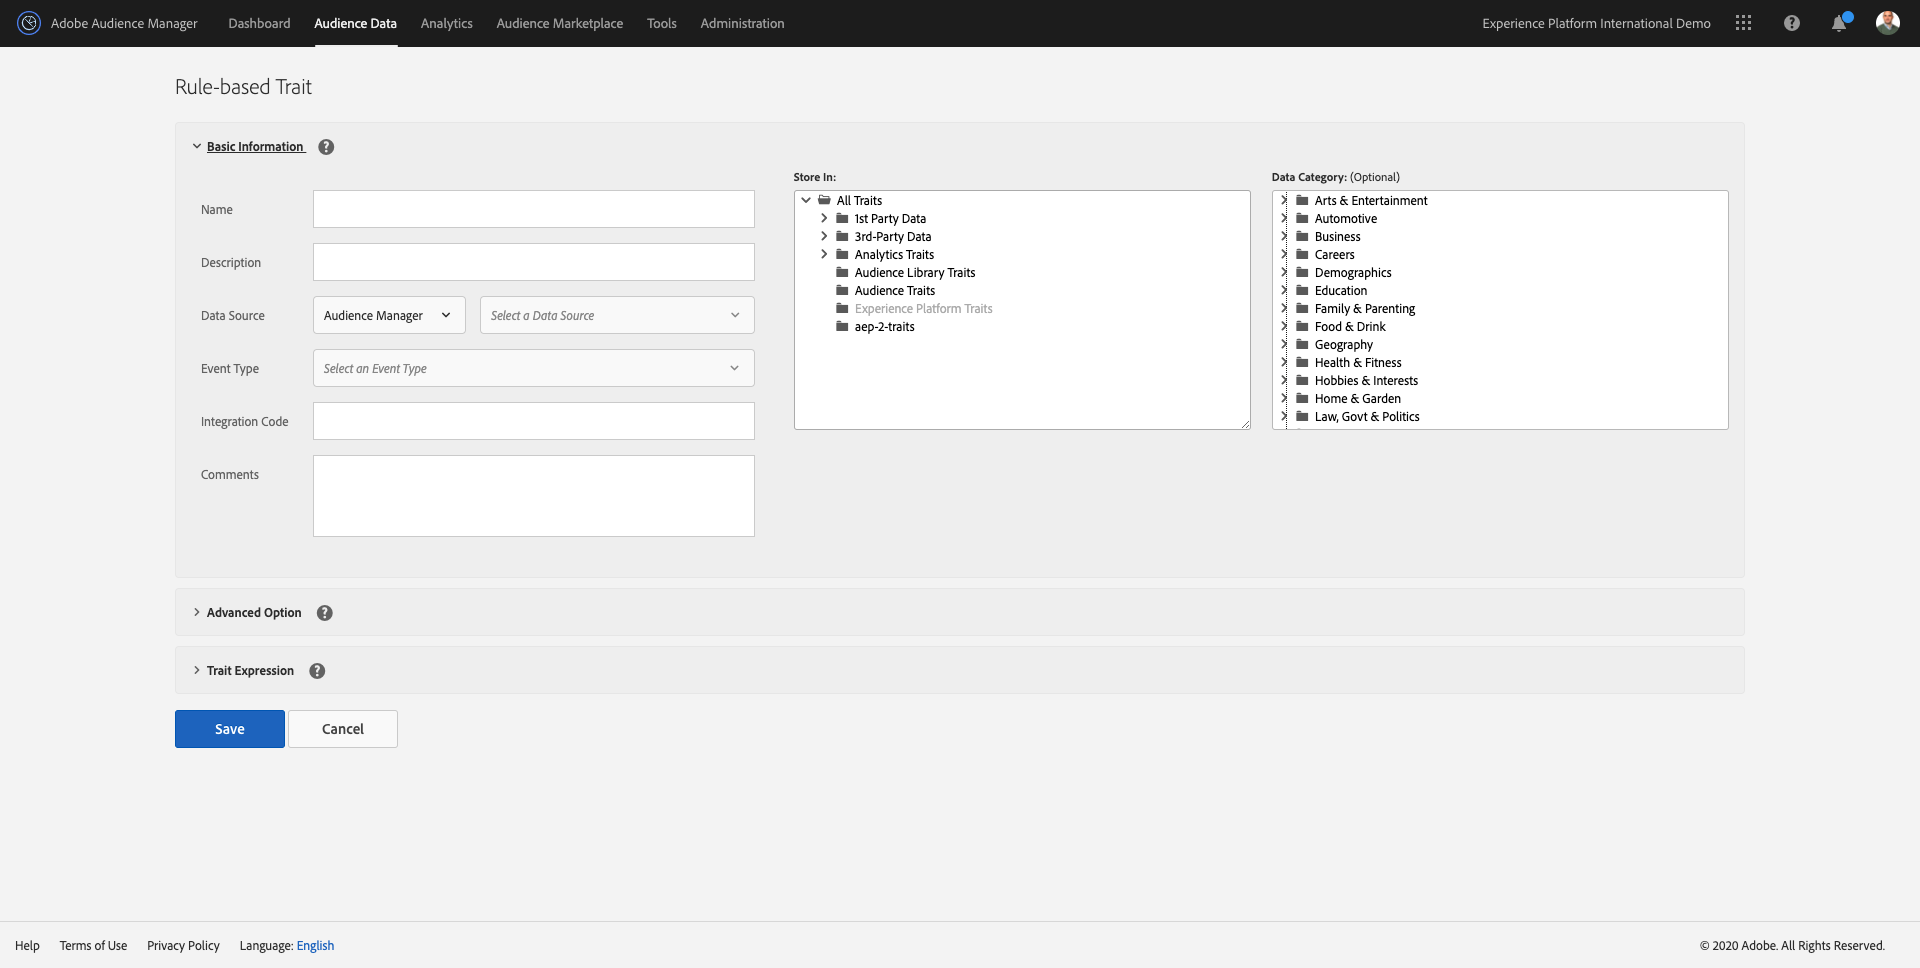 Adobe Audience Manager
Dashboard
Audience Data
Analytics
Audience Marketplace
Tools
Administration
Experience Platform International Demo
Rule-based Trait
Basic Information
Name
Description
Data Source
Audience Manager
Select a Data Source
Event Type
Select an Event Type
Integration Code
Comments
Store In:
All Traits
1st Party Data
3rd-Party Data
Analytics Traits
Audience Library Traits
Audience Traits
Experience Platform Traits
aep-2-traits
Data Category: (Optional)
Arts & Entertainment
Automotive
Business
Careers
Demographics
Education
Family & Parenting
Food & Drink
Geography
Health & Fitness
Hobbies & Interests
Home & Garden
Law, Govt & Politics
Advanced Option
Trait Expression
Save
Cancel
Help
Terms of Use
Privacy Policy
Language: English
© 2020 Adobe. All Rights Reserved.